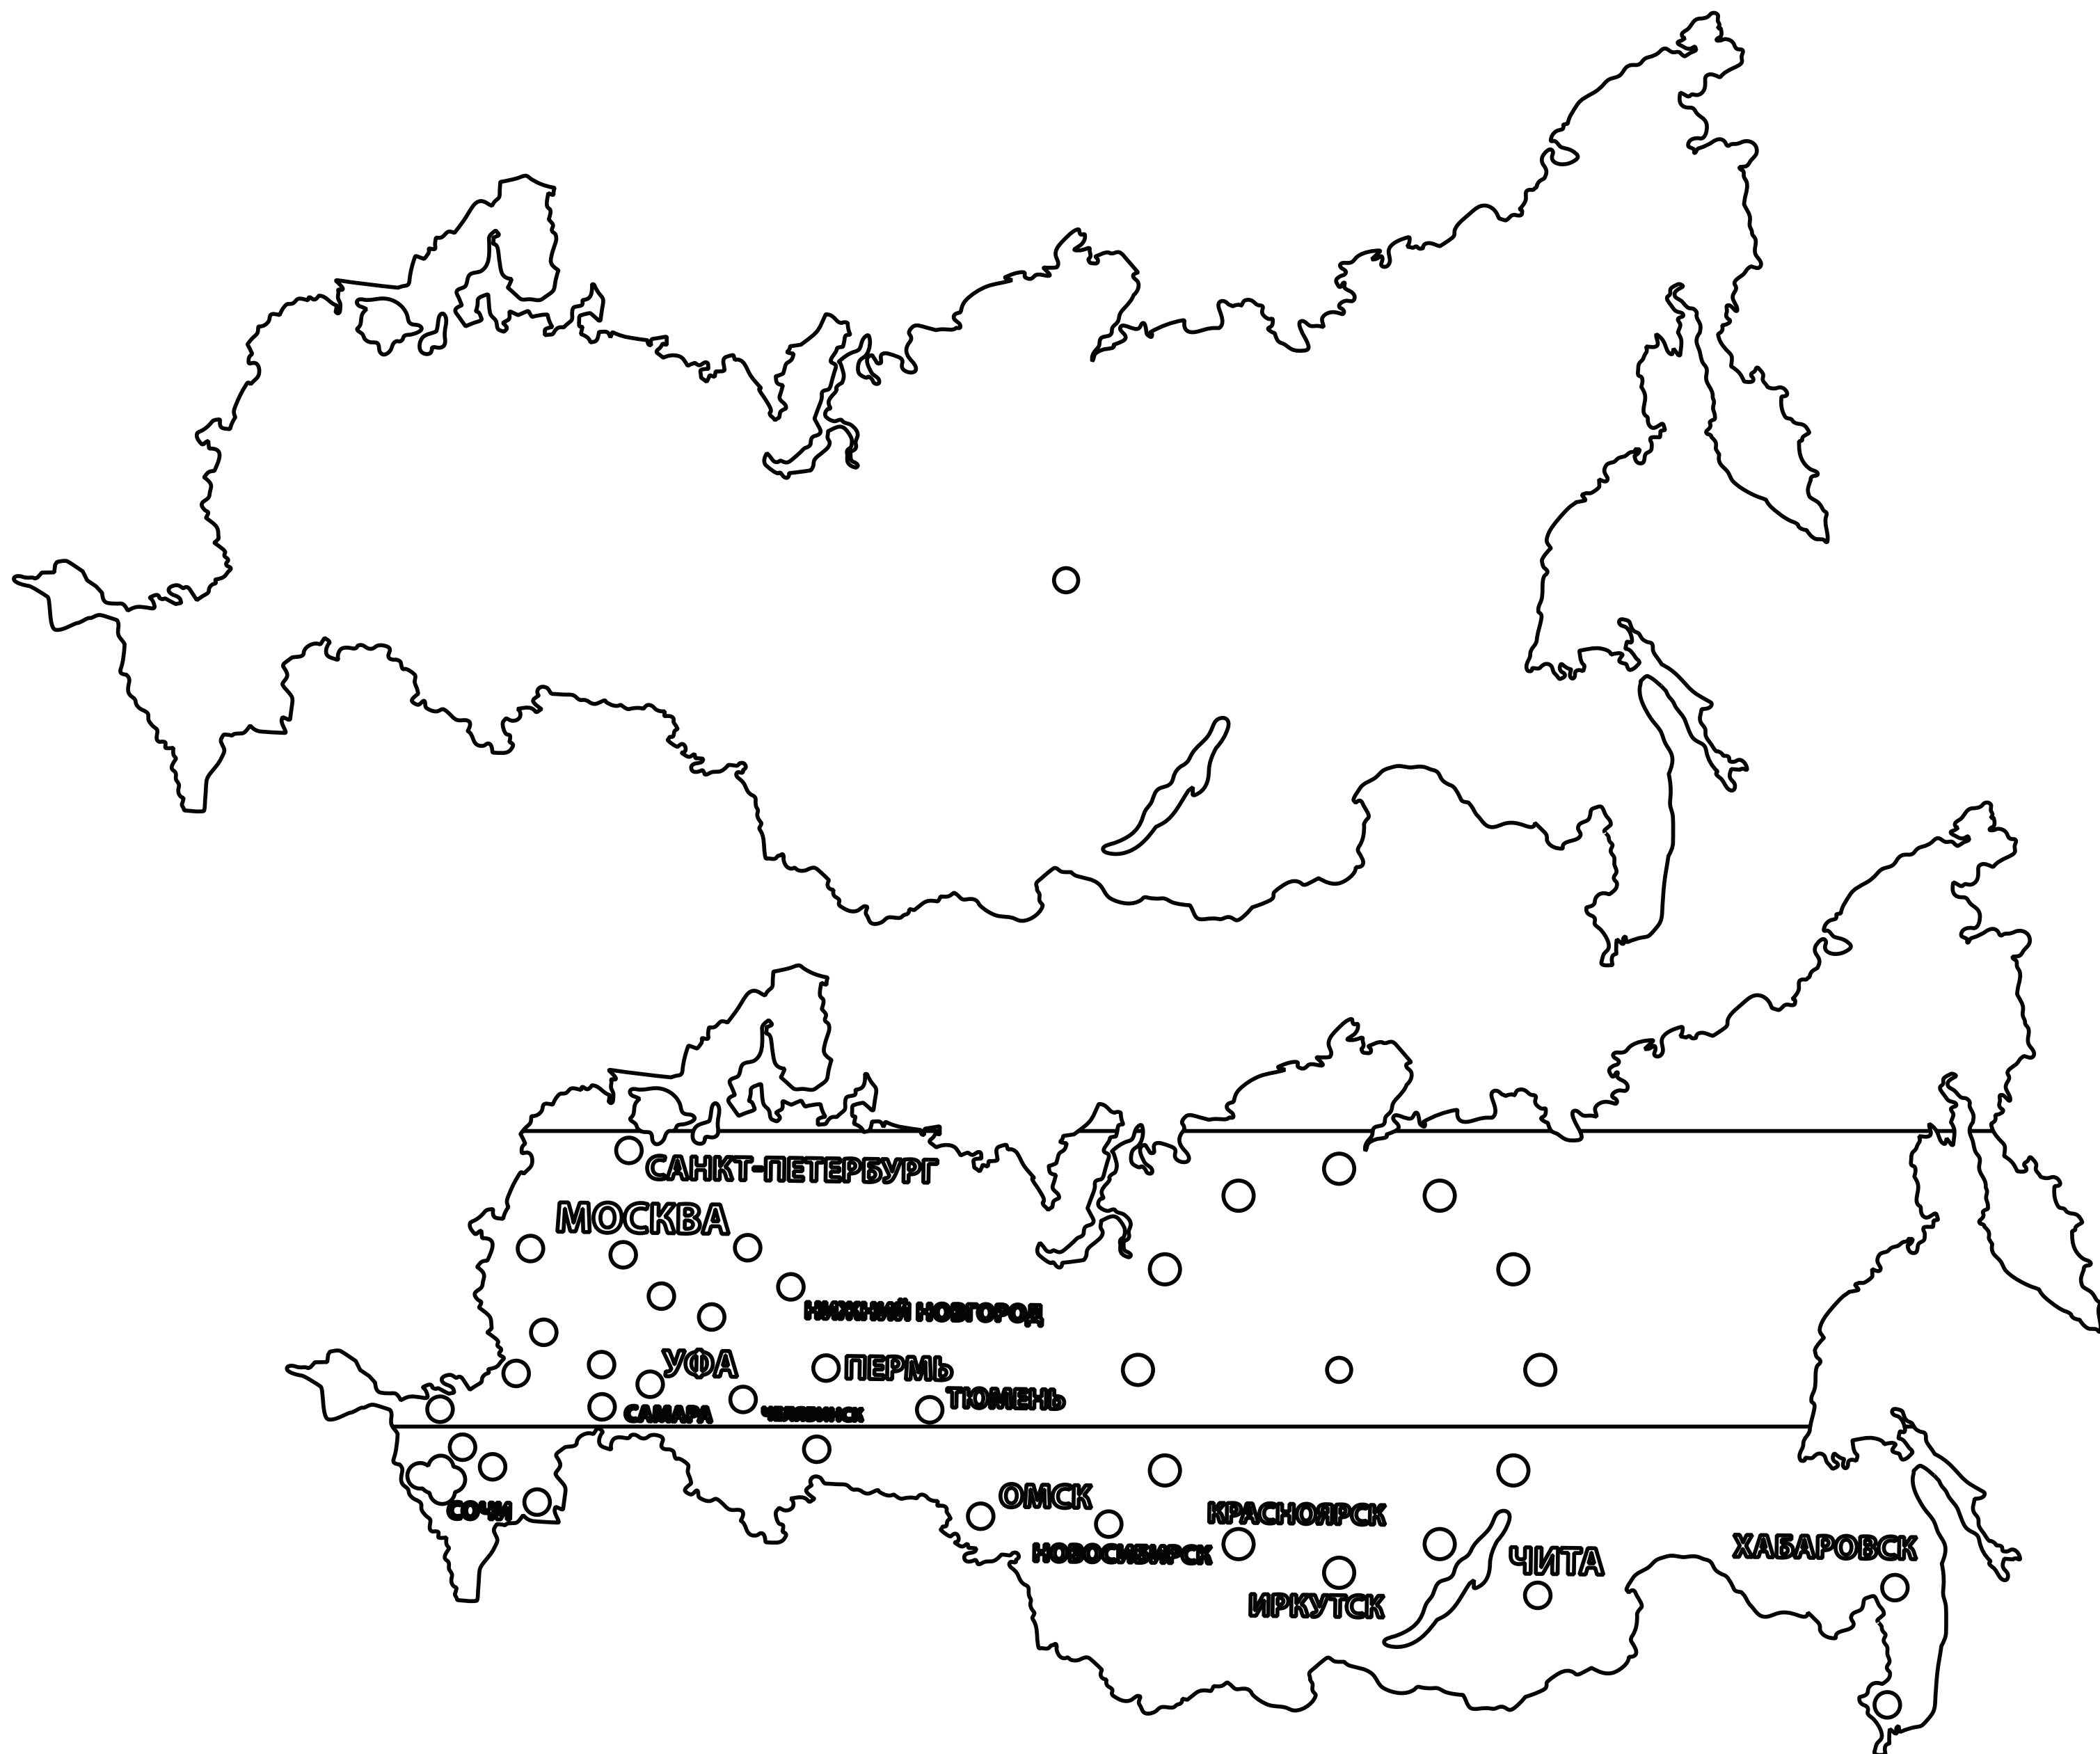 САНКТ-ПЕТЕРБУРГ
МОСКВА
НИЖНИЙ НОВГОРОД
УФА
ПЕРМЬ
ТЮМЕНЬ
САМАРА
ЧЕЛЯБИНСК
ОМСК
СОЧИ
КРАСНОЯРСК
НОВОСИБИРСК
ХАБАРОВСК
ЧИТА
ИРКУТСК